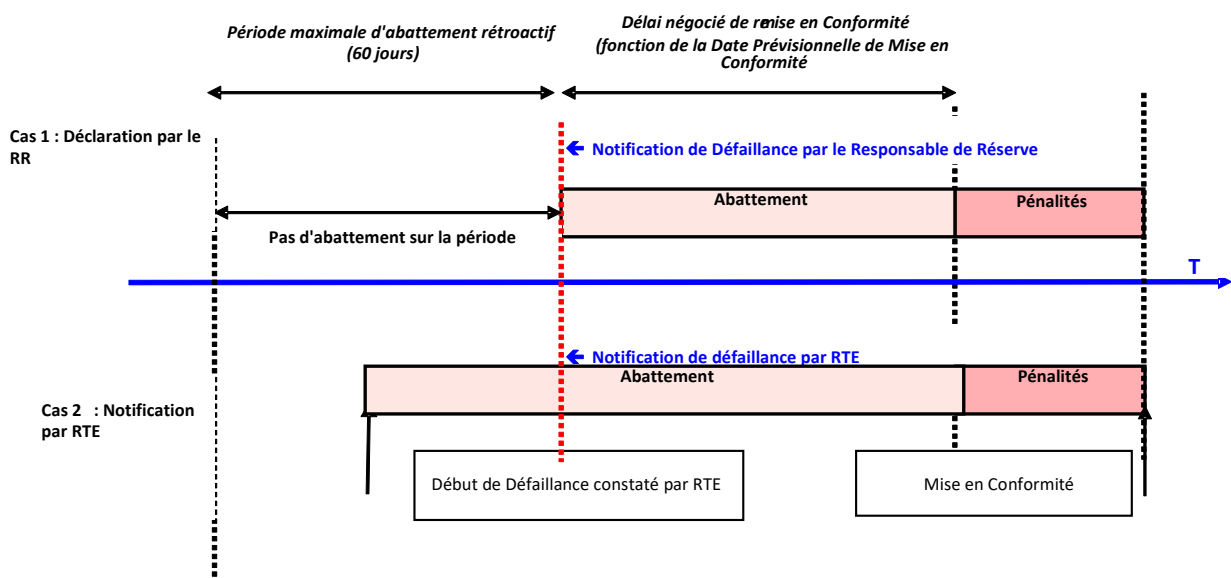 Période maximale d'abattement rétroactif
(60 jours)
Délai négocié de remise en Conformité
(fonction de la Date Prévisionnelle de Mise en
Conformité
Cas 1 : Déclaration par le
RR
← Notification de Défaillance par le Responsable de Réserve
Abattement
Pénalités
Pas d'abattement sur la période
T
← Notification de défaillance par RTE
Abattement
Pénalités
Cas 2 : Notification
par RTE
Début de Défaillance constaté par RTE
Mise en Conformité